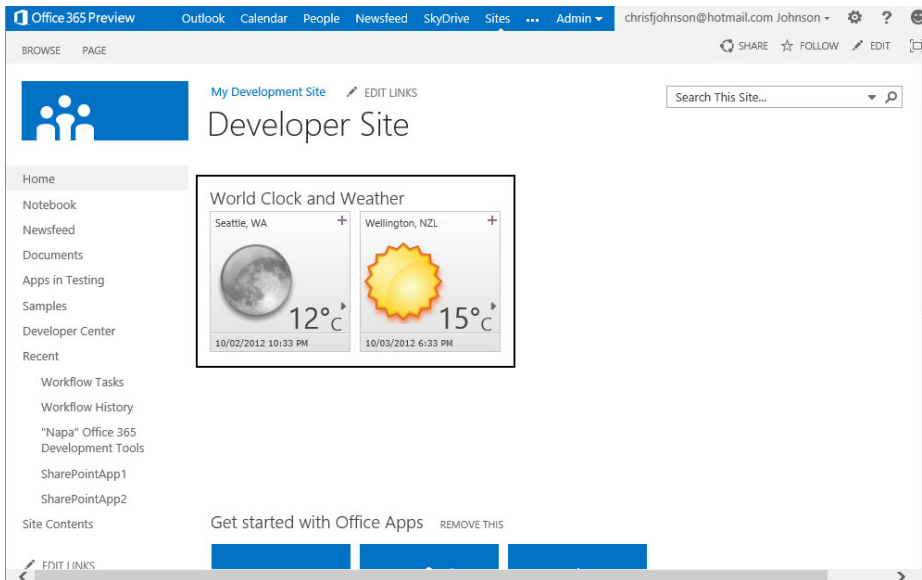 Office 365 Preview Outlook Calendar People Newsfeed SkyDrive Sites ... Admin chrisfjohnson@hotmail.com Johnson ?
BROWSE PAGE SHARE FOLLOW EDIT
My Development Site EDIT LINKS
Search This Site...
Developer Site
Home
Notebook
Newsfeed
Documents
Apps in Testing
Samples
Developer Center
Recent
Workflow Tasks
Workflow History
"Napa" Office 365
Development Tools
SharePointApp1
SharePointApp2
Site Contents
EDIT LINKS
World Clock and Weather
Seattle, WA +
12°C
10/02/2012 10:33 PM
Wellington, NZL +
15°C
10/03/2012 6:33 PM
Get started with Office Apps REMOVE THIS